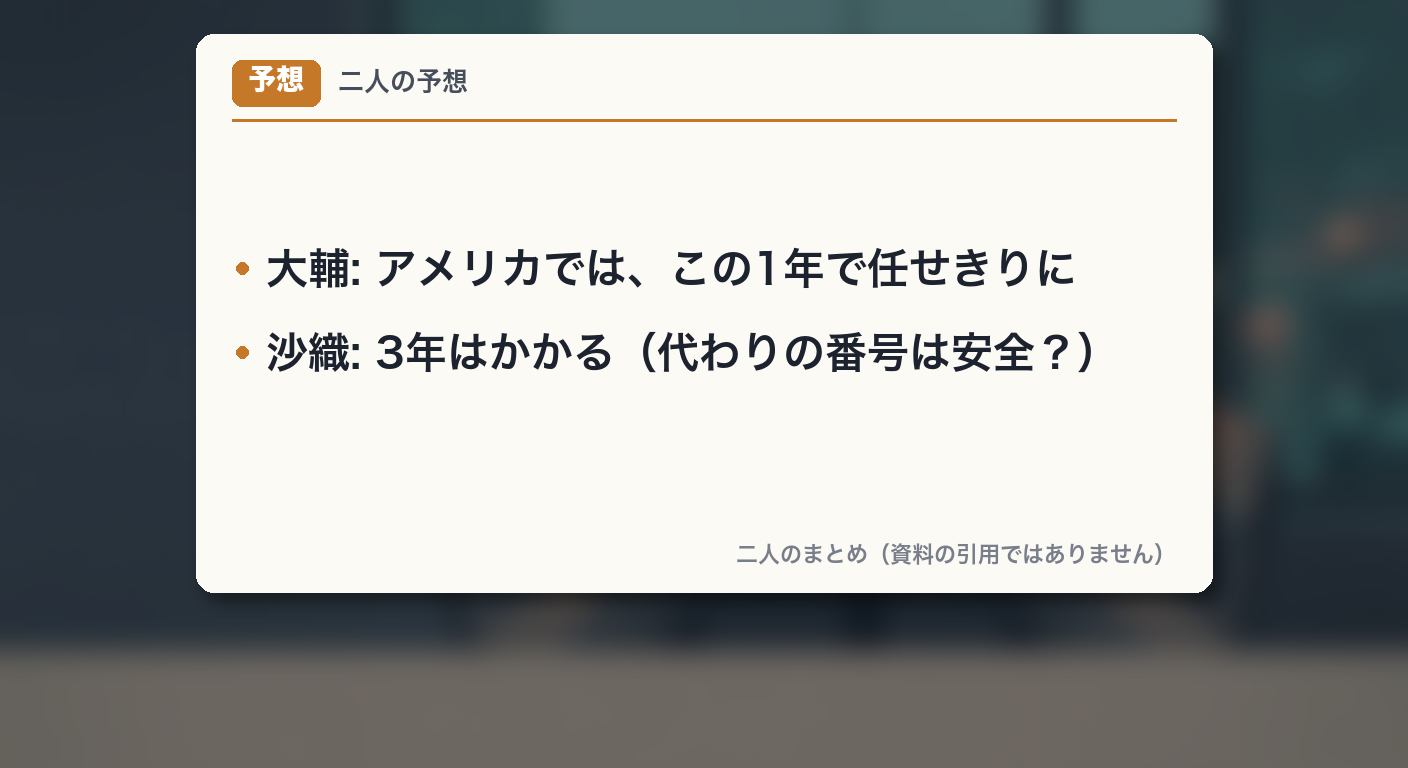 予想 二人の予想
• 大輔: アメリカでは、この1年で任せきりに
• 沙織: 3年はかかる（代わりの番号は安全？）
二人のまとめ（資料の引用ではありません）